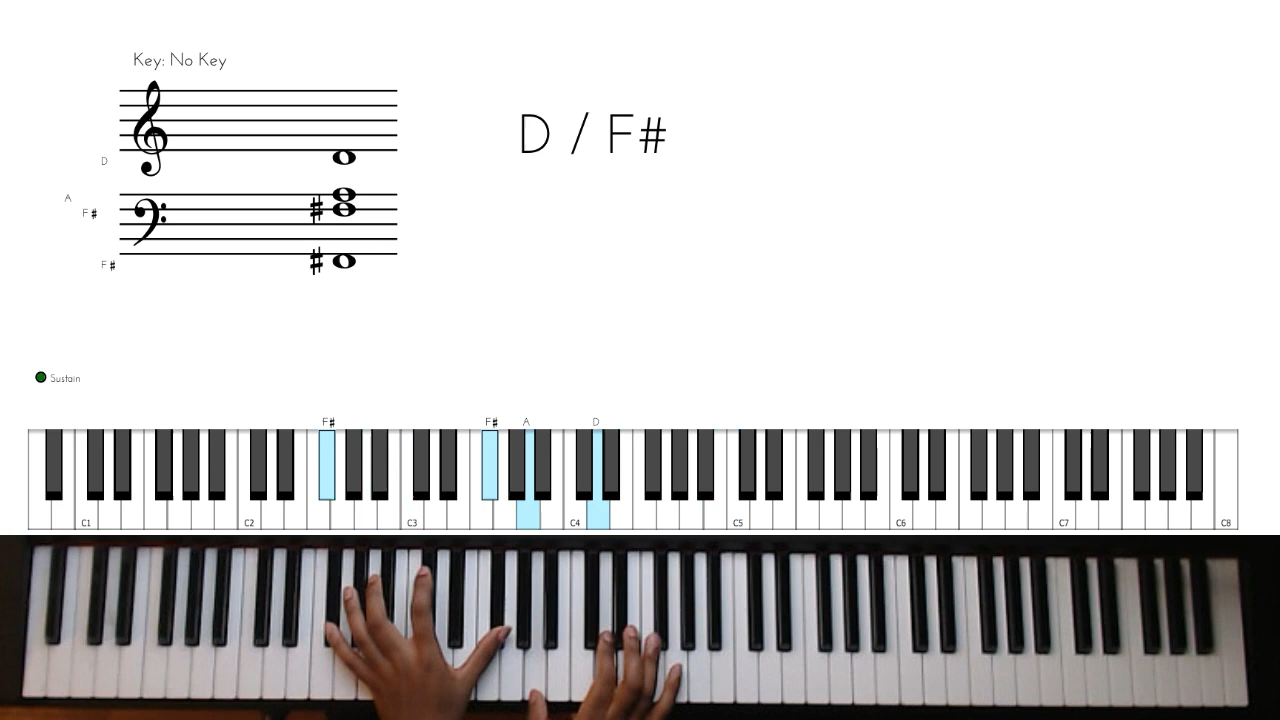 Key: No Key
D / F#
D
A
F#
F#
Sustain
F# F# A D
C1 C2 C3 C4 C5 C6 C7 C8